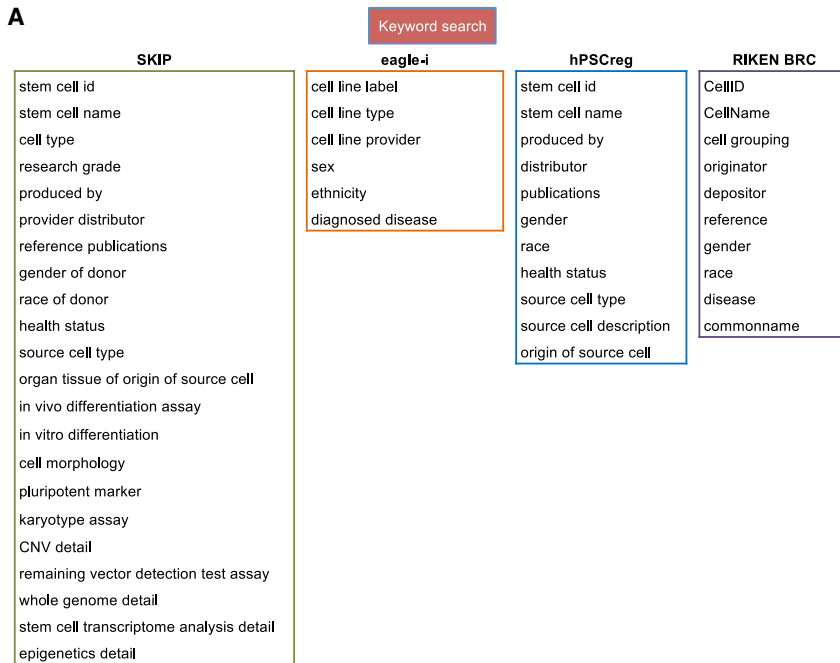 A
Keyword search
SKIP
stem cell id
stem cell name
cell type
research grade
produced by
provider distributor
reference publications
gender of donor
race of donor
health status
source cell type
organ tissue of origin of source cell
in vivo differentiation assay
in vitro differentiation
cell morphology
pluripotent marker
karyotype assay
CNV detail
remaining vector detection test assay
whole genome detail
stem cell transcriptome analysis detail
epigenetics detail
eagle-i
cell line label
cell line type
cell line provider
sex
ethnicity
diagnosed disease
hPSCreg
stem cell id
stem cell name
produced by
distributor
publications
gender
race
health status
source cell type
source cell description
origin of source cell
RIKEN BRC
CellID
CellName
cell grouping
originator
depositor
reference
gender
race
disease
commonname